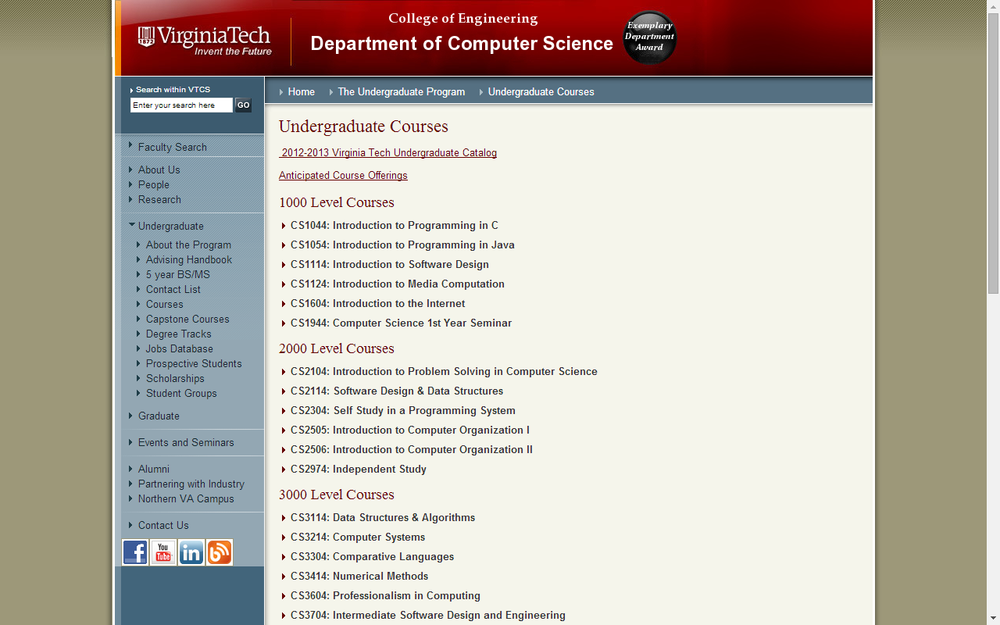 College of Engineering
Department of Computer Science
Exemplary
Department
Award
1872
VirginiaTech
Invent the Future
Search within VTCS
Enter your search here
GO
Home
The Undergraduate Program
Undergraduate Courses
Faculty Search
About Us
People
Research
Undergraduate
About the Program
Advising Handbook
5 year BS/MS
Contact List
Courses
Capstone Courses
Degree Tracks
Jobs Database
Prospective Students
Scholarships
Student Groups
Graduate
Events and Seminars
Alumni
Partnering with Industry
Northern VA Campus
Contact Us
f
You
Tube
in
b
Undergraduate Courses
2012-2013 Virginia Tech Undergraduate Catalog
Anticipated Course Offerings
1000 Level Courses
CS1044: Introduction to Programming in C
CS1054: Introduction to Programming in Java
CS1114: Introduction to Software Design
CS1124: Introduction to Media Computation
CS1604: Introduction to the Internet
CS1944: Computer Science 1st Year Seminar
2000 Level Courses
CS2104: Introduction to Problem Solving in Computer Science
CS2114: Software Design & Data Structures
CS2304: Self Study in a Programming System
CS2505: Introduction to Computer Organization I
CS2506: Introduction to Computer Organization II
CS2974: Independent Study
3000 Level Courses
CS3114: Data Structures & Algorithms
CS3214: Computer Systems
CS3304: Comparative Languages
CS3414: Numerical Methods
CS3604: Professionalism in Computing
CS3704: Intermediate Software Design and Engineering